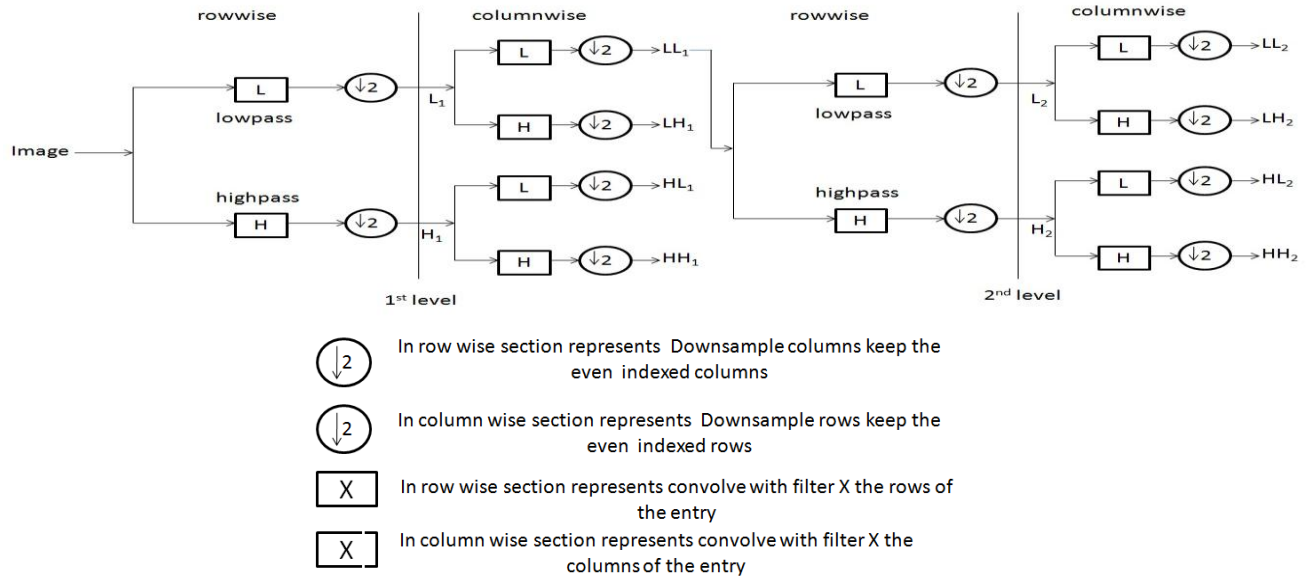 rowwise columnwise rowwise columnwise
L ↓2 LL₁ L ↓2 LL₂
L ↓2 L₁ L ↓2 L₂
lowpass lowpass
H ↓2 LH₁ H ↓2 LH₂
Image
L ↓2 HL₁ L ↓2 HL₂
highpass highpass
H ↓2 H₁ H ↓2 H₂
H ↓2 HH₁ H ↓2 HH₂
1st level 2nd level
↓2 In row wise section represents Downsample columns keep the
even indexed columns
↓2 In column wise section represents Downsample rows keep the
even indexed rows
X In row wise section represents convolve with filter X the rows of
the entry
X In column wise section represents convolve with filter X the
columns of the entry